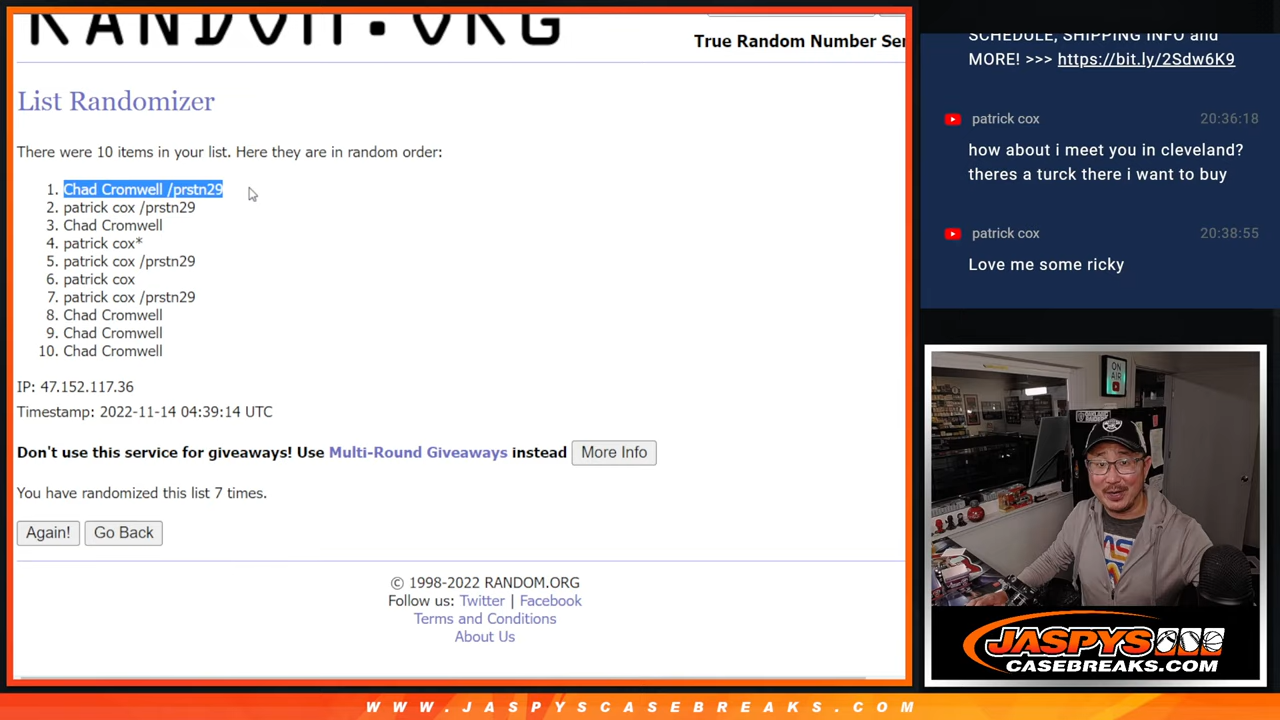 RANDOM.ORG
True Random Number Ser
List Randomizer
There were 10 items in your list. Here they are in random order:
1. Chad Cromwell /prstn29
2. patrick cox /prstn29
3. Chad Cromwell
4. patrick cox*
5. patrick cox /prstn29
6. patrick cox
7. patrick cox /prstn29
8. Chad Cromwell
9. Chad Cromwell
10. Chad Cromwell
IP: 47.152.117.36
Timestamp: 2022-11-14 04:39:14 UTC
Don't use this service for giveaways! Use Multi-Round Giveaways instead More Info
You have randomized this list 7 times.
Again! Go Back
© 1998-2022 RANDOM.ORG
Follow us: Twitter | Facebook
Terms and Conditions
About Us
SCHEDULE, SHIPPING INFO and
MORE! >>> https://bit.ly/2Sdw6K9
patrick cox 20:36:18
how about i meet you in cleveland?
theres a turck there i want to buy
patrick cox 20:38:55
Love me some ricky
ON
AIR
JASPYS
CASEBREAKS.COM
WWW.JASPYSCASEBREAKS.COM